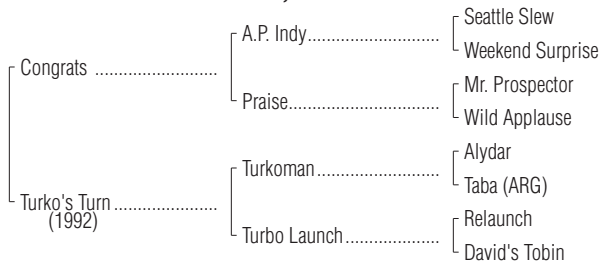 Seattle Slew
A.P. Indy
Weekend Surprise
Congrats
Mr. Prospector
Praise
Wild Applause
Alydar
Turkoman
Taba (ARG)
Turko's Turn
(1992)
Relaunch
Turbo Launch
David's Tobin